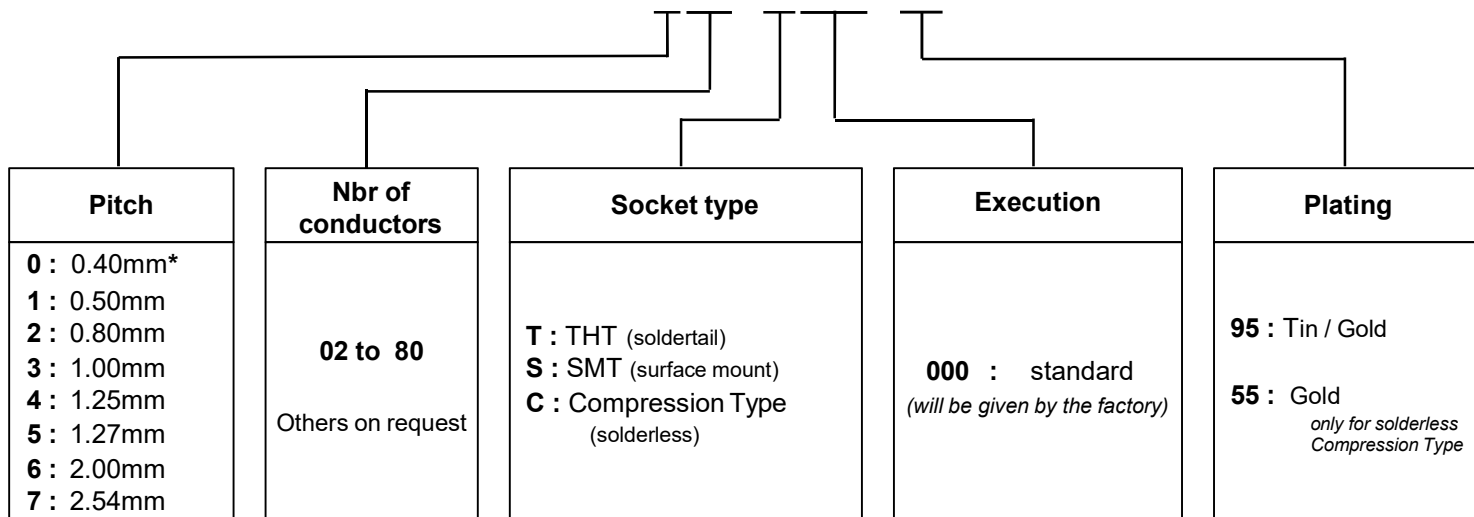 Pitch
Nbr of
conductors
Socket type
Execution
Plating
0 : 0.40mm*
1 : 0.50mm
2 : 0.80mm
3 : 1.00mm
4 : 1.25mm
5 : 1.27mm
6 : 2.00mm
7 : 2.54mm
02 to 80
Others on request
T : THT (soldertail)
S : SMT (surface mount)
C : Compression Type
(solderless)
000 : standard
(will be given by the factory)
95 : Tin / Gold
55 : Gold
only for solderless
Compression Type